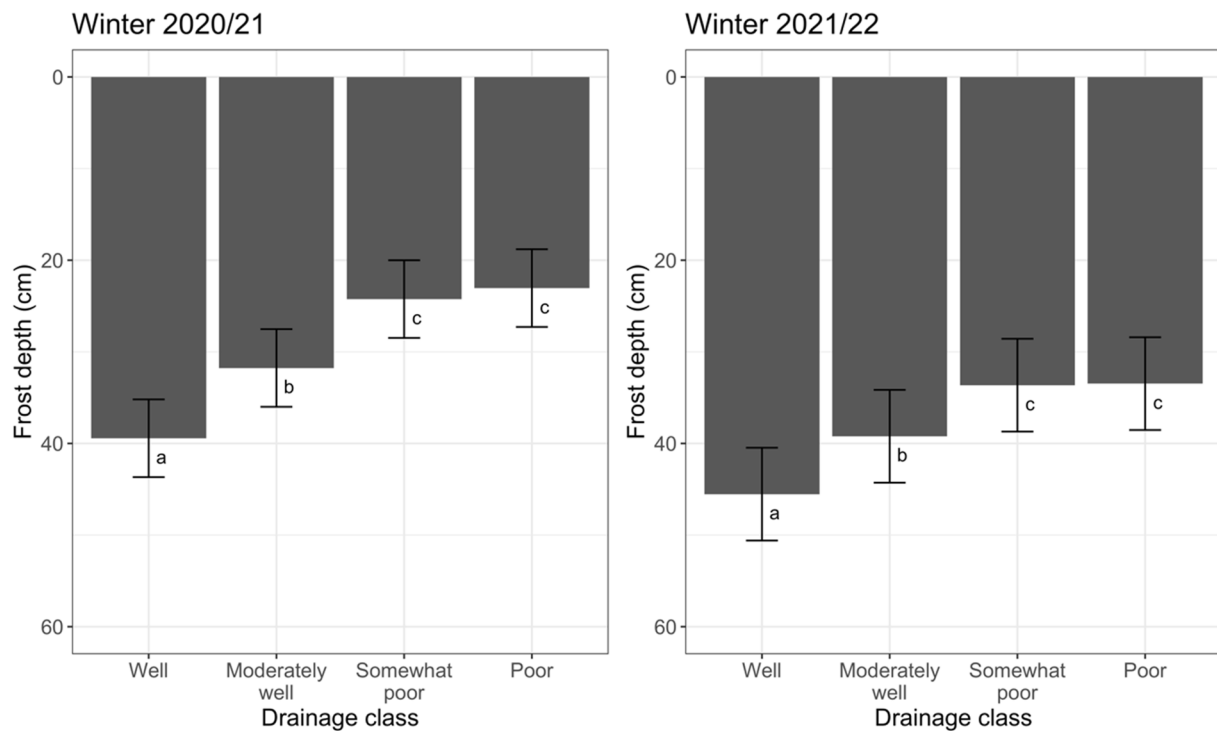 Winter 2020/21
Frost depth (cm)
0
20
40
60
a
b
c
c
Well
Moderately
well
Somewhat
poor
Poor
Drainage class
Winter 2021/22
Frost depth (cm)
0
20
40
60
a
b
c
c
Well
Moderately
well
Somewhat
poor
Poor
Drainage class